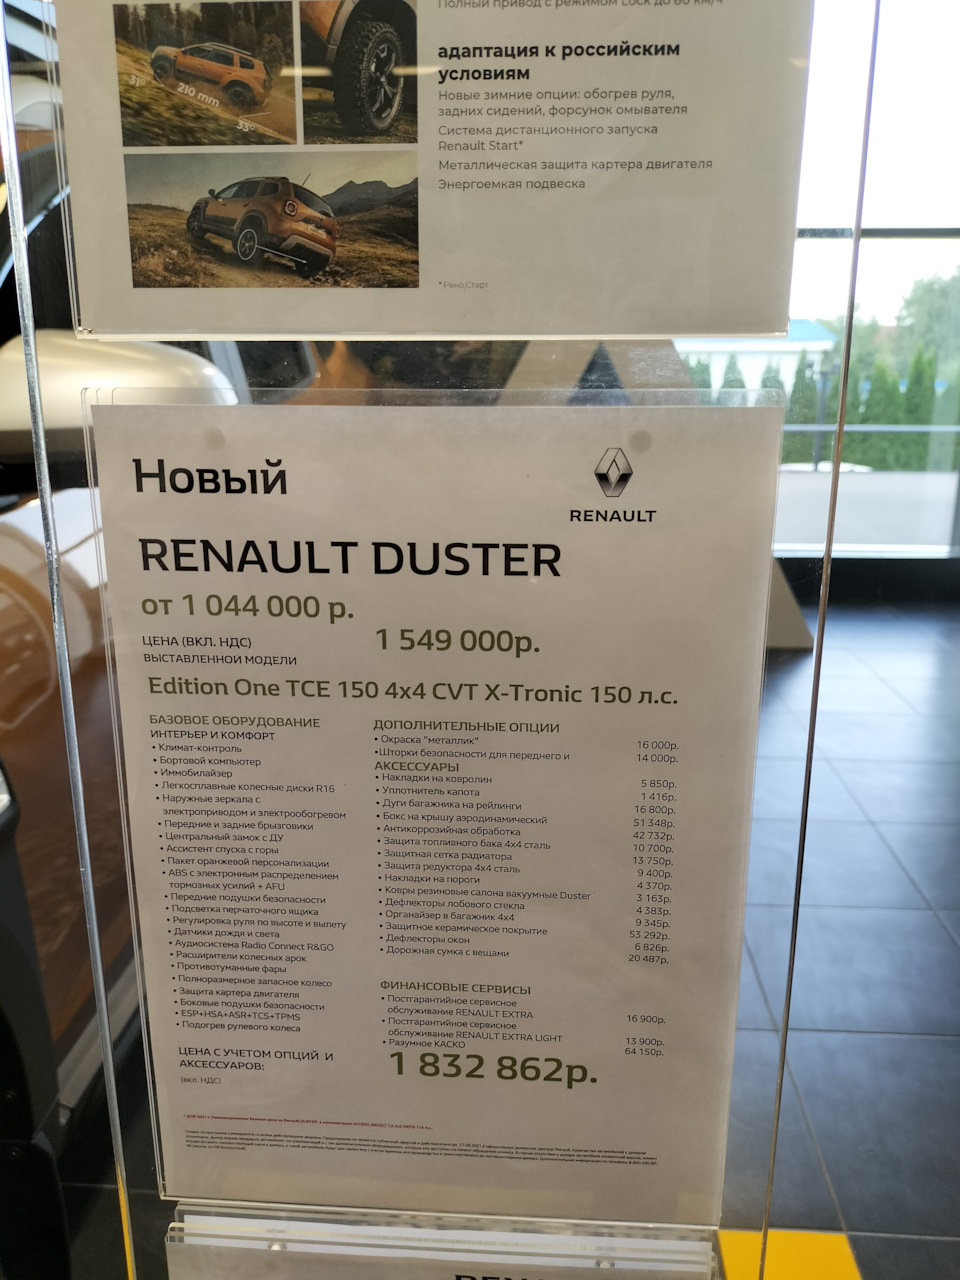 Полный привод с режимом Lock до 80 км/ч
адаптация к российским
условиям
Новые зимние опции: обогрев руля,
задних сидений, форсунок омывателя
Система дистанционного запуска
Renault Start*
Металлическая защита картера двигателя
Энергоемкая подвеска
* Рено Старт
31°
210 mm
33°
Новый
RENAULT
RENAULT DUSTER
от 1 044 000 р.
ЦЕНА (ВКЛ. НДС)
ВЫСТАВЛЕННОЙ МОДЕЛИ
1 549 000р.
Edition One TCE 150 4x4 CVT X-Tronic 150 л.с.
БАЗОВОЕ ОБОРУДОВАНИЕ
ИНТЕРЬЕР И КОМФОРТ
• Климат-контроль
• Бортовой компьютер
• Иммобилайзер
• Легкосплавные колесные диски R16
• Наружные зеркала с
электроприводом и электрообогревом
• Передние и задние брызговики
• Центральный замок с ДУ
• Ассистент спуска с горы
• Пакет оранжевой персонализации
• ABS с электронным распределением
тормозных усилий + AFU
• Передние подушки безопасности
• Подсветка перчаточного ящика
• Регулировка руля по высоте и вылету
• Датчики дождя и света
• Аудиосистема Radio Connect R&GO
• Расширители колесных арок
• Противотуманные фары
• Полноразмерное запасное колесо
• Защита картера двигателя
• Боковые подушки безопасности
• ESP+HSA+ASR+TCS+TPMS
• Подогрев рулевого колеса
ДОПОЛНИТЕЛЬНЫЕ ОПЦИИ
• Окраска "металлик" 16 000р.
•Шторки безопасности для переднего и 14 000р.
АКСЕССУАРЫ
• Накладки на ковролин 5 850р.
• Уплотнитель капота 1 416р.
• Дуги багажника на рейлинги 16 800р.
• Бокс на крышу аэродинамический 51 348р.
• Антикоррозийная обработка 42 732р.
• Защита топливного бака 4х4 сталь 10 700р.
• Защитная сетка радиатора 13 750р.
• Защита редуктора 4х4 сталь 9 400р.
• Накладки на пороги 4 370р.
• Ковры резиновые салона вакуумные Duster 3 163р.
• Дефлекторы лобового стекла 4 383р.
• Органайзер в багажник 4х4 9 345р.
• Защитное керамическое покрытие 53 292р.
• Дефлекторы окон 6 826р.
• Дорожная сумка с вещами 20 487р.
ФИНАНСОВЫЕ СЕРВИСЫ
• Постгарантийное сервисное
обслуживание RENAULT EXTRA 16 900р.
• Постгарантийное сервисное
обслуживание RENAULT EXTRA LIGHT 13 900р.
• Разумное КАСКО 64 150р.
ЦЕНА С УЧЕТОМ ОПЦИЙ И
АКСЕССУАРОВ:
(вкл. НДС)
1 832 862р.